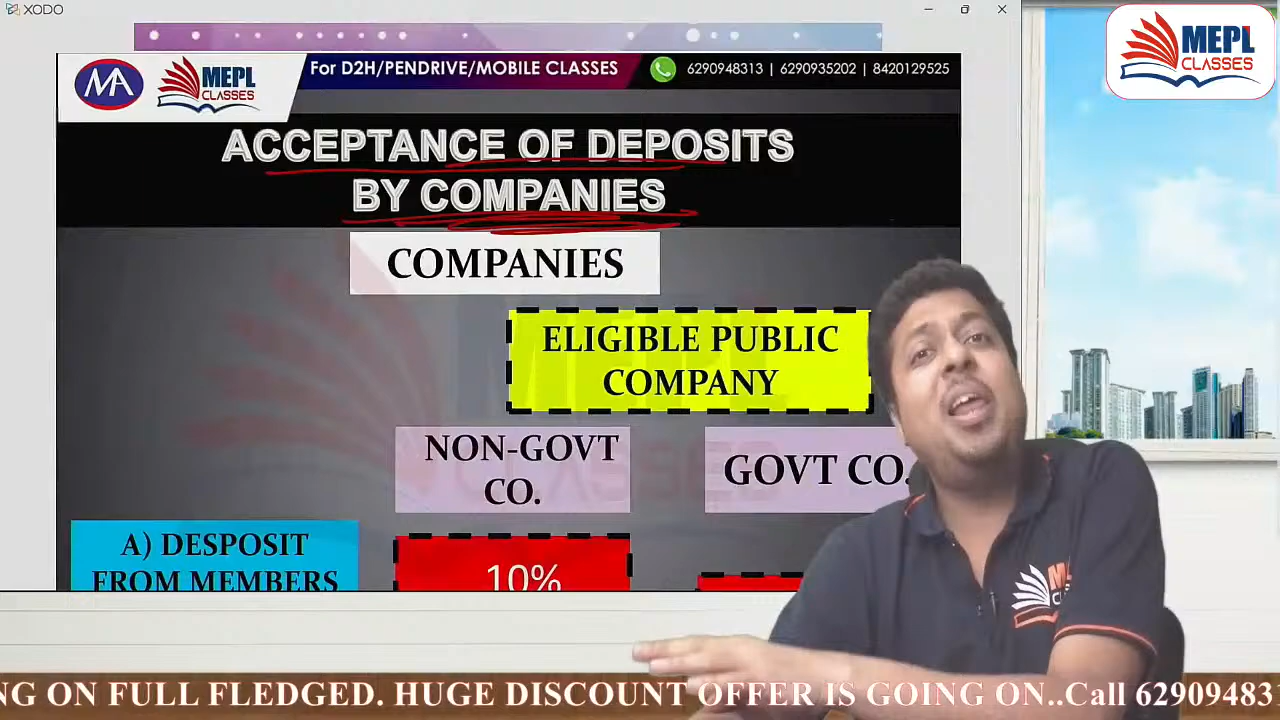 XODO
MEPL
CLASSES
MA
MEPL
CLASSES
For D2H/PENDRIVE/MOBILE CLASSES
6290948313 | 6290935202 | 8420129525
ACCEPTANCE OF DEPOSITS
BY COMPANIES
COMPANIES
ELIGIBLE PUBLIC
COMPANY
NON-GOVT
CO.
GOVT CO.
A) DESPOSIT
FROM MEMBERS
10%
NG ON FULL FLEDGED. HUGE DISCOUNT OFFER IS GOING ON..Call 62909483